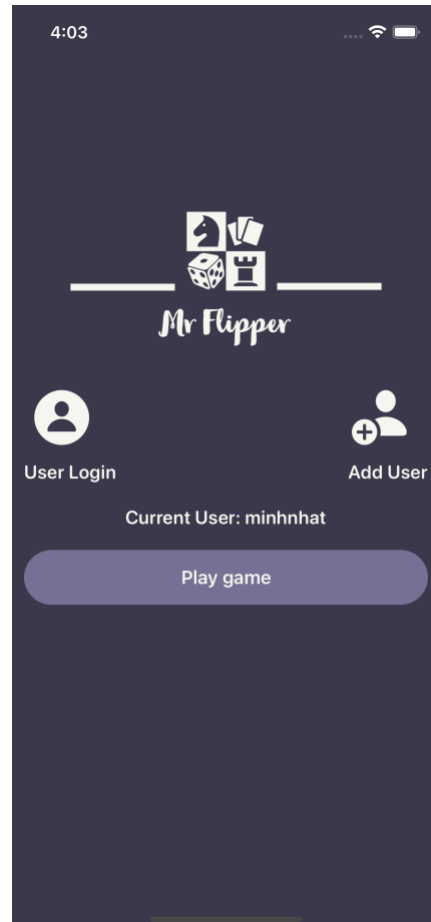 4:03
Mr Flipper
User Login
Add User
Current User: minhnhat
Play game